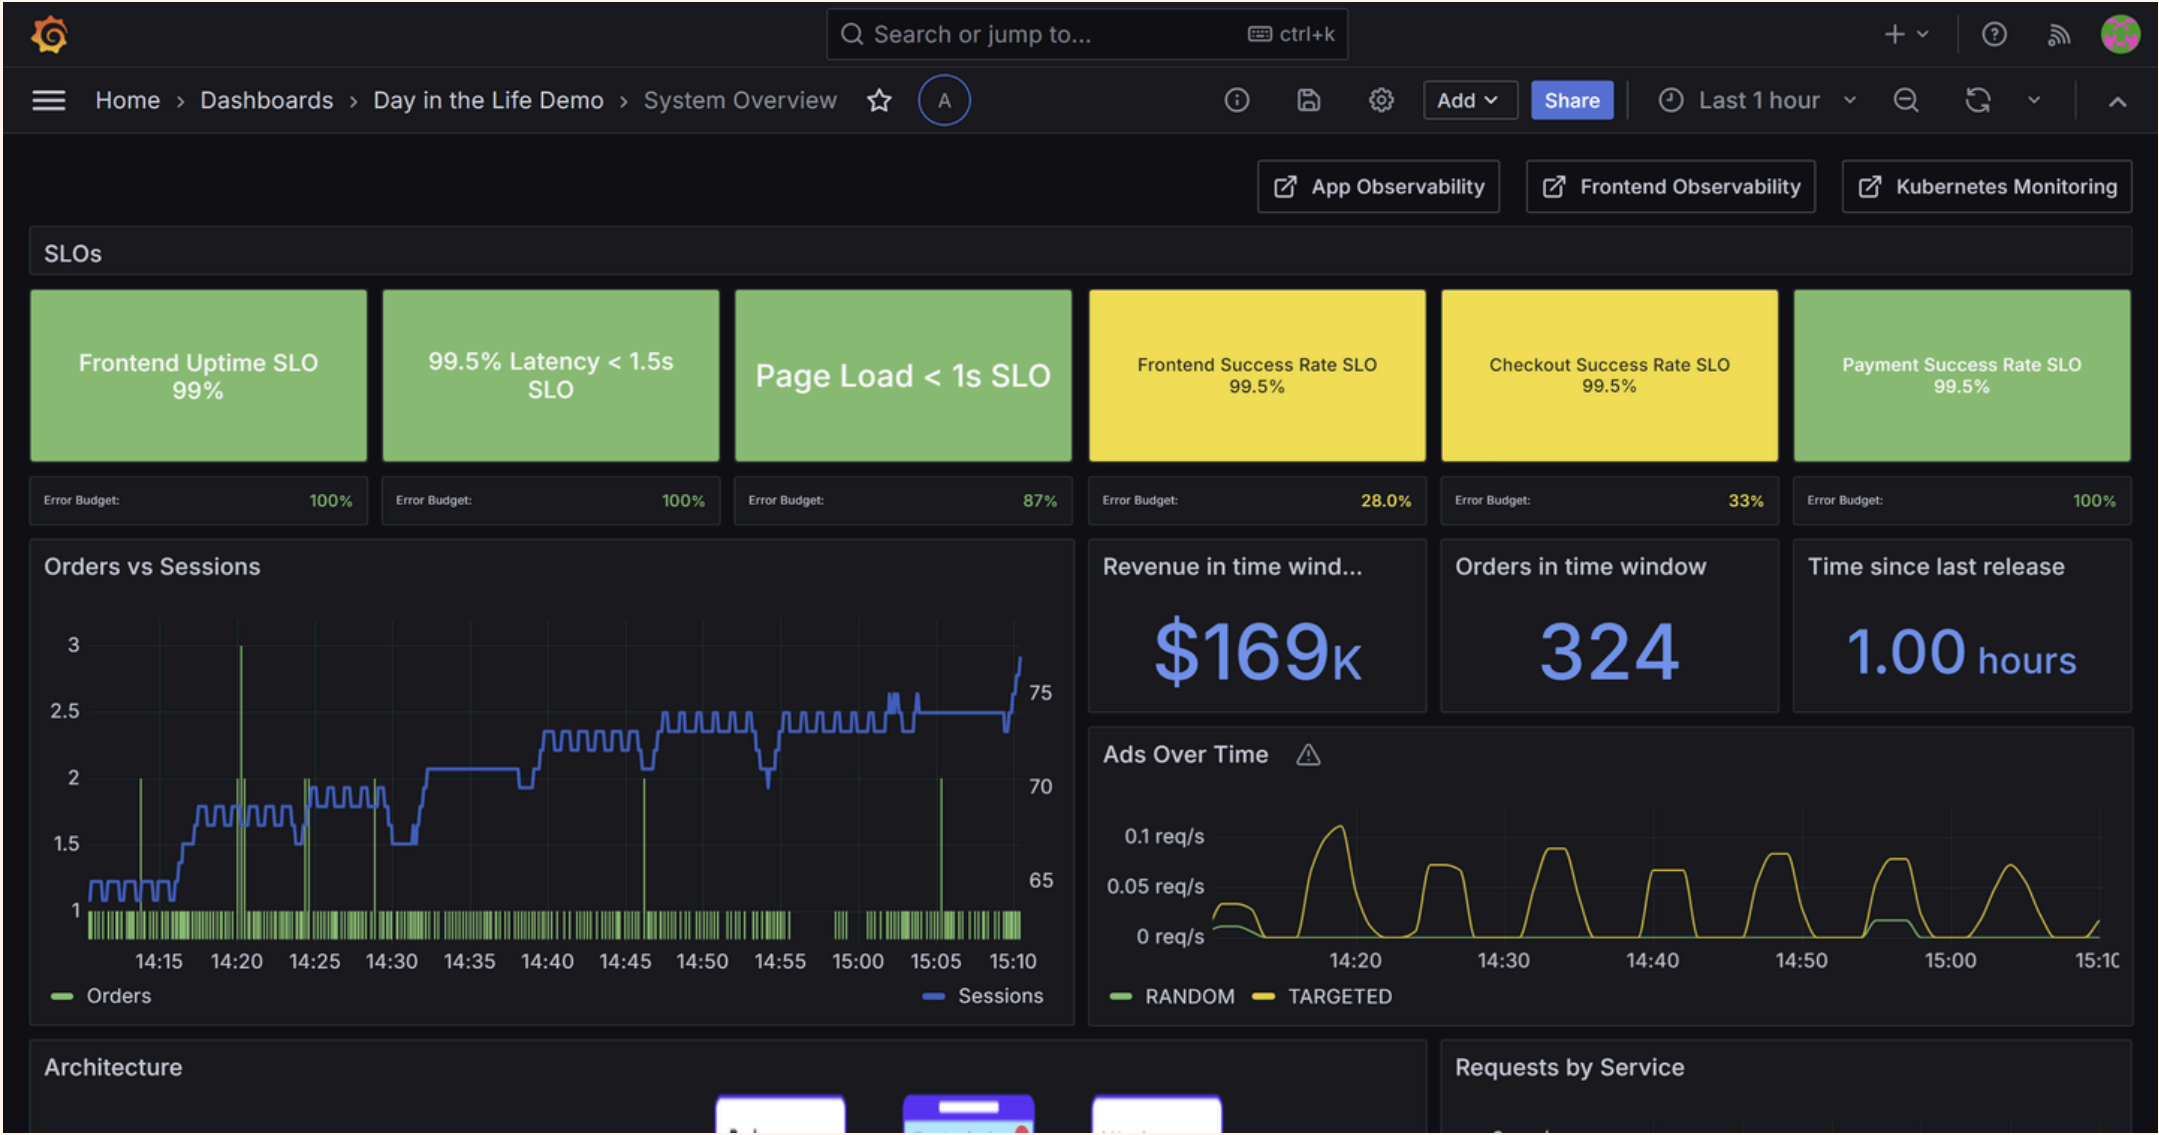 Search or jump to...
ctrl+k
Home › Dashboards › Day in the Life Demo › System Overview
A
Add
Share
Last 1 hour
App Observability
Frontend Observability
Kubernetes Monitoring
SLOs
Frontend Uptime SLO
99%
99.5% Latency < 1.5s
SLO
Page Load < 1s SLO
Frontend Success Rate SLO
99.5%
Checkout Success Rate SLO
99.5%
Payment Success Rate SLO
99.5%
Error Budget: 100%
Error Budget: 100%
Error Budget: 87%
Error Budget: 28.0%
Error Budget: 33%
Error Budget: 100%
Orders vs Sessions
3
2.5
2
1.5
1
75
70
65
14:15 14:20 14:25 14:30 14:35 14:40 14:45 14:50 14:55 15:00 15:05 15:10
Orders
Sessions
Revenue in time wind...
$169K
Orders in time window
324
Time since last release
1.00 hours
Ads Over Time
0.1 req/s
0.05 req/s
0 req/s
14:20 14:30 14:40 14:50 15:00 15:1
RANDOM TARGETED
Architecture
Requests by Service